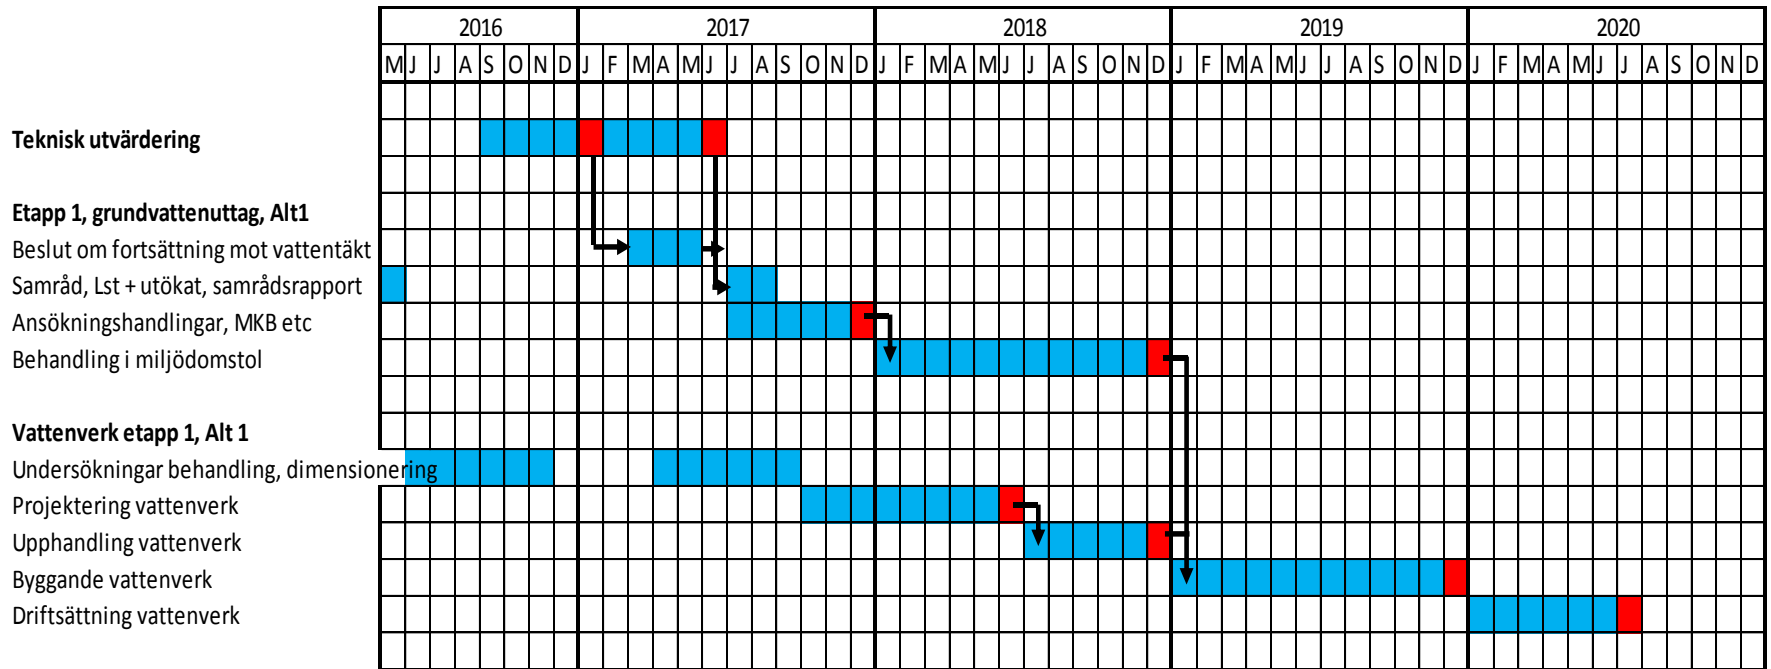 2016 2017 2018 2019 2020
M J J A S O N D J F M A M J J A S O N D J F M A M J J A S O N D J F M A M J J A S O N D J F M A M J J A S O N D
Teknisk utvärdering
Etapp 1, grundvattenuttag, Alt1
Beslut om fortsättning mot vattentäkt
Samråd, Lst + utökat, samrådsrapport
Ansökningshandlingar, MKB etc
Behandling i miljödomstol
Vattenverk etapp 1, Alt 1
Undersökningar behandling, dimensionering
Projektering vattenverk
Upphandling vattenverk
Byggande vattenverk
Driftsättning vattenverk